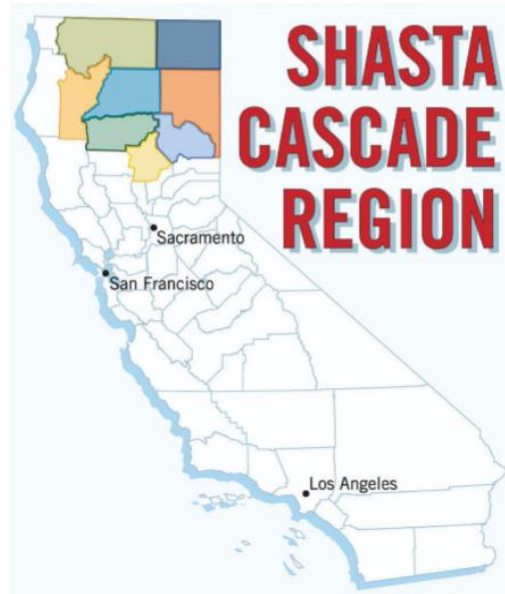 SHASTA
CASCADE
REGION
Sacramento
San Francisco
Los Angeles